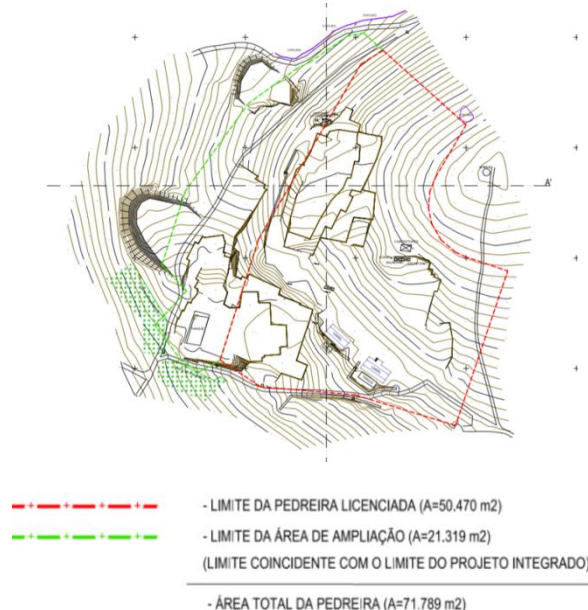 A'
- LIMITE DA PEDREIRA LICENCIADA (A=50.470 m2)
- LIMITE DA ÁREA DE AMPLIAÇÃO (A=21.319 m2)
(LIMITE COINCIDENTE COM O LIMITE DO PROJETO INTEGRADO)
- ÁREA TOTAL DA PEDREIRA (A=71.789 m2)